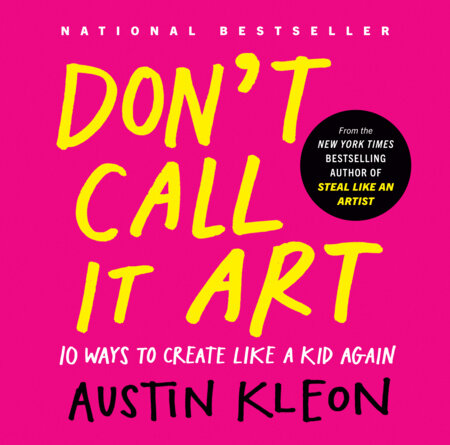 NATIONAL BESTSELLER
DON'T
CALL
IT ART
From the
NEW YORK TIMES
BESTSELLING
AUTHOR OF
STEAL LIKE AN
ARTIST
10 WAYS TO CREATE LIKE A KID AGAIN
AUSTIN KLEON